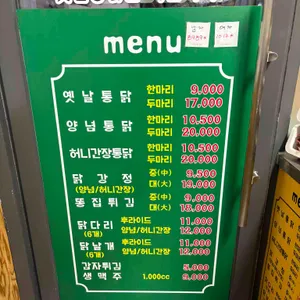 menu
옛날통닭 한마리 9,000
두마리 17,000
양념통닭 한마리 10,500
두마리 20,000
허니간장통닭 한마리 10,500
두마리 20,000
닭강정 중(中) 9,500
(양념/허니간장) 대(大) 19,000
똥집튀김 중(中) 9,000
대(大) 18,000
닭다리 후라이드 11,000
(6개) 양념/허니간장 12,000
닭날개 후라이드 11,000
(6개) 양념/허니간장 12,000
감자튀김 5,000
생맥주 1,000cc 9,000